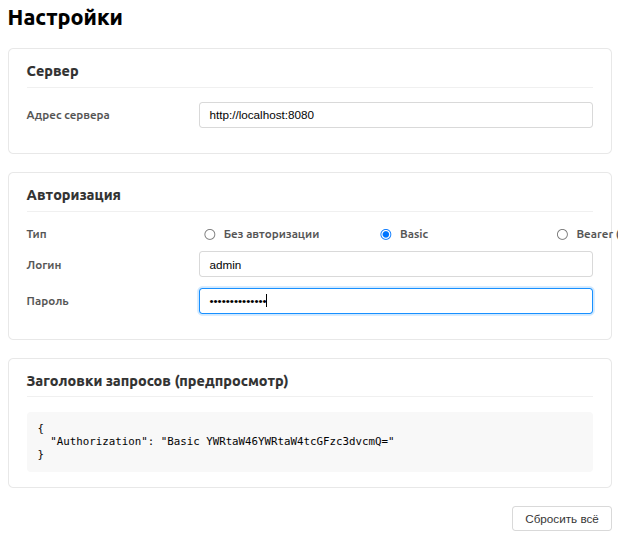 Настройки
Сервер
Адрес сервера
http://localhost:8080
Авторизация
Тип
Без авторизации
Basic
Bearer (
Логин
admin
Пароль
••••••••••••••
Заголовки запросов (предпросмотр)
{
"Authorization": "Basic YWRtaW46YWRtaW4tcGFzc3dvcmQ="
}
Сбросить всё